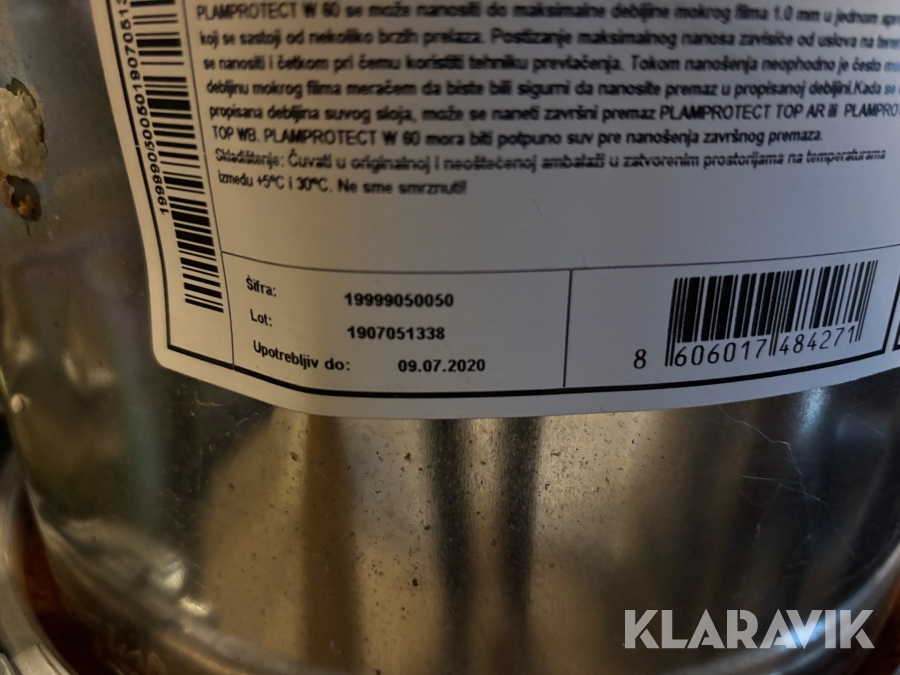 PLAMPROTECT W 60 se može nanositi do maksimalne debljine mokrog filma 1.0 mm u jednom
koji se sastoji od nekoliko brzih prelaza. Postizanje maksimalnog nanosa zavisiće od uslova na
se nanositi i četkom pri čemu koristiti tehniku prevlačenja. Tokom nanošenja neophodno je često
debljinu mokrog filma meračem da biste bili sigurni da nanosite premaz u propisanoj debljini.Kada se
propisana debljina suvog sloja, može se naneti završni premaz PLAMPROTECT TOP AR ili PLAMPRO
TOP WB. PLAMPROTECT W 60 mora biti potpuno suv pre nanošenja završnog premaza.
Skladištenje: Čuvati u originalnoj i neoštećenoj ambalaži u zatvorenim prostorijama na temperaturama
između +5°C i 30°C. Ne sme smrznuti!
199990500501907051
Šifra: 19999050050
Lot: 1907051338
Upotrebljiv do: 09.07.2020
8 606017 484271
KLARAVIK